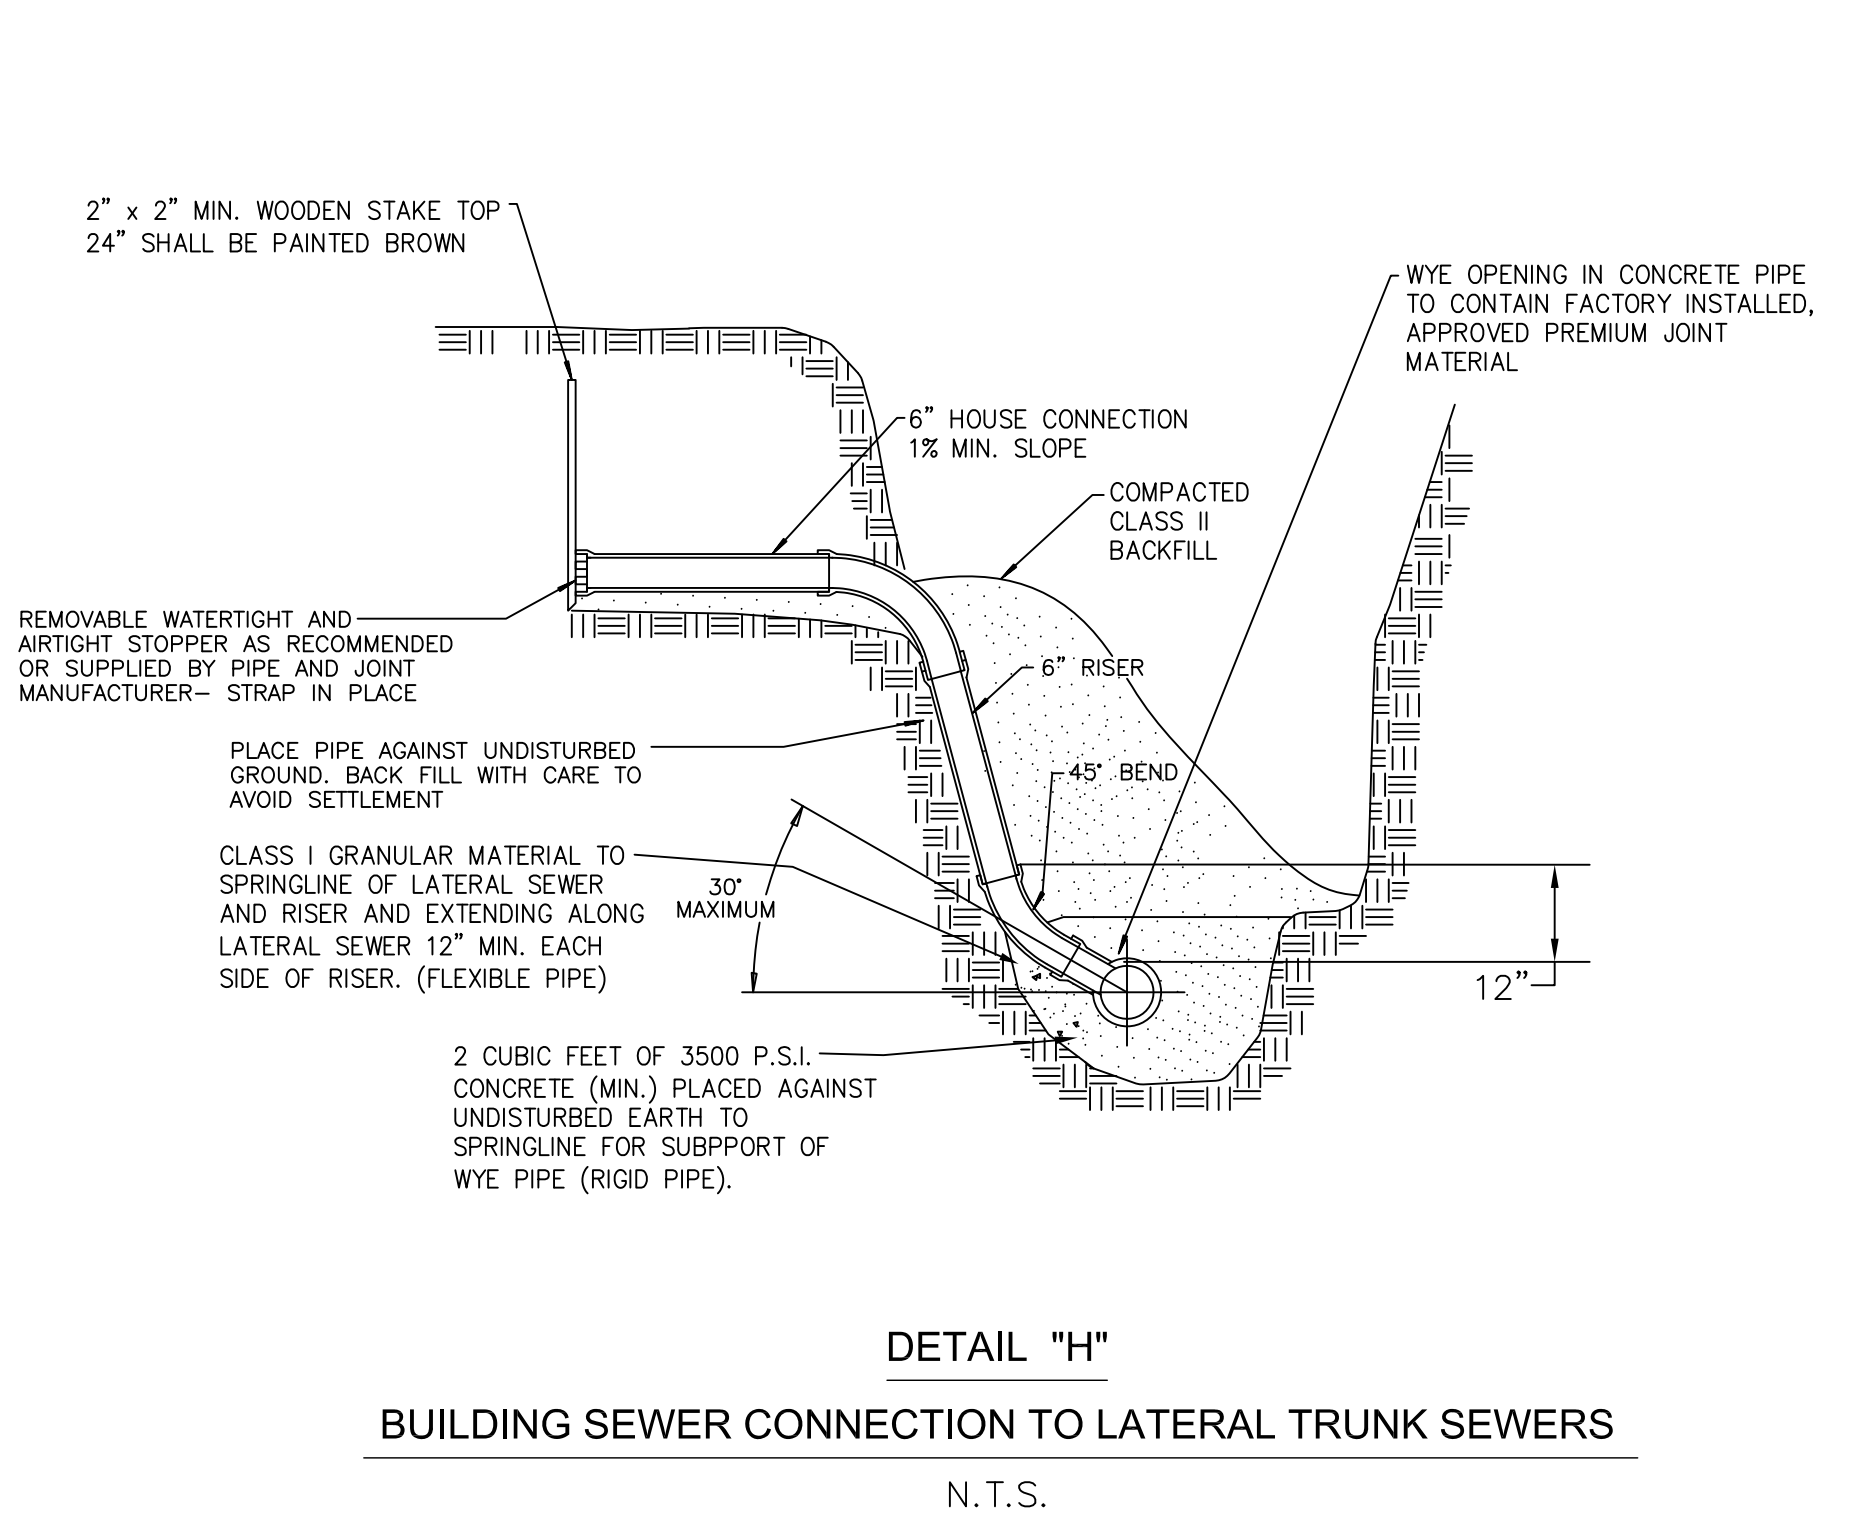 2” x 2” MIN. WOODEN STAKE TOP
24” SHALL BE PAINTED BROWN
WYE OPENING IN CONCRETE PIPE
TO CONTAIN FACTORY INSTALLED,
APPROVED PREMIUM JOINT
MATERIAL
6” HOUSE CONNECTION
1% MIN. SLOPE
COMPACTED
CLASS II
BACKFILL
REMOVABLE WATERTIGHT AND
AIRTIGHT STOPPER AS RECOMMENDED
OR SUPPLIED BY PIPE AND JOINT
MANUFACTURER– STRAP IN PLACE
6” RISER
PLACE PIPE AGAINST UNDISTURBED
GROUND. BACK FILL WITH CARE TO
AVOID SETTLEMENT
45° BEND
CLASS I GRANULAR MATERIAL TO
SPRINGLINE OF LATERAL SEWER
AND RISER AND EXTENDING ALONG
LATERAL SEWER 12” MIN. EACH
SIDE OF RISER. (FLEXIBLE PIPE)
30°
MAXIMUM
12”
2 CUBIC FEET OF 3500 P.S.I.
CONCRETE (MIN.) PLACED AGAINST
UNDISTURBED EARTH TO
SPRINGLINE FOR SUBPPORT OF
WYE PIPE (RIGID PIPE).
DETAIL "H"
BUILDING SEWER CONNECTION TO LATERAL TRUNK SEWERS
N.T.S.